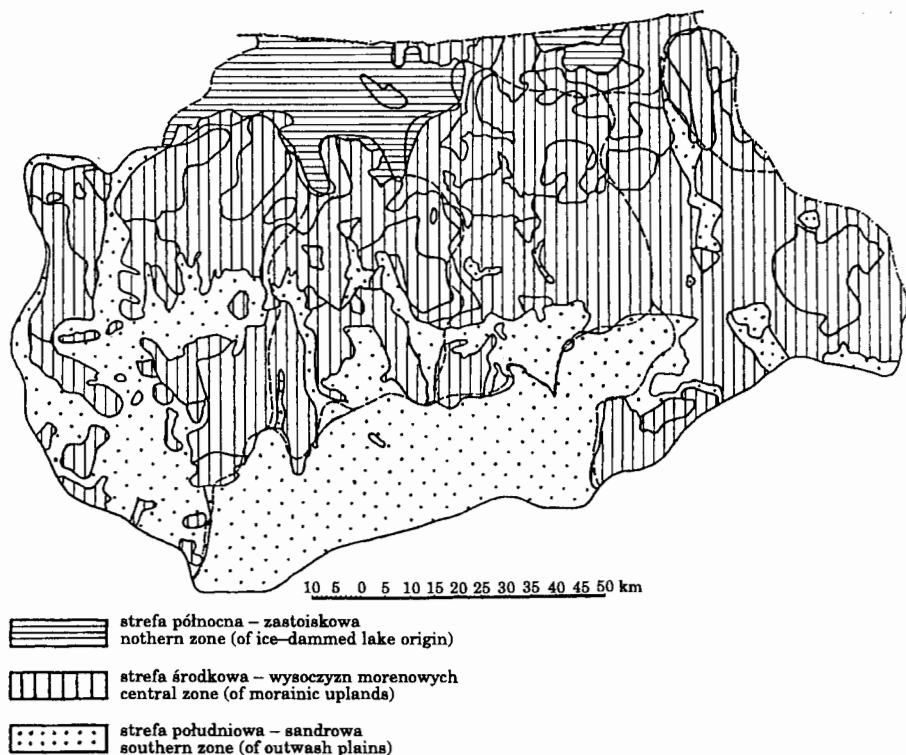 10 5 0 5 10 15 20 25 30 35 40 45 50 km
strefa północna – zastoiskowa
nothern zone (of ice–dammed lake origin)
strefa środkowa – wysoczyzn morenowych
central zone (of morainic uplands)
strefa południowa – sandrowa
southern zone (of outwash plains)